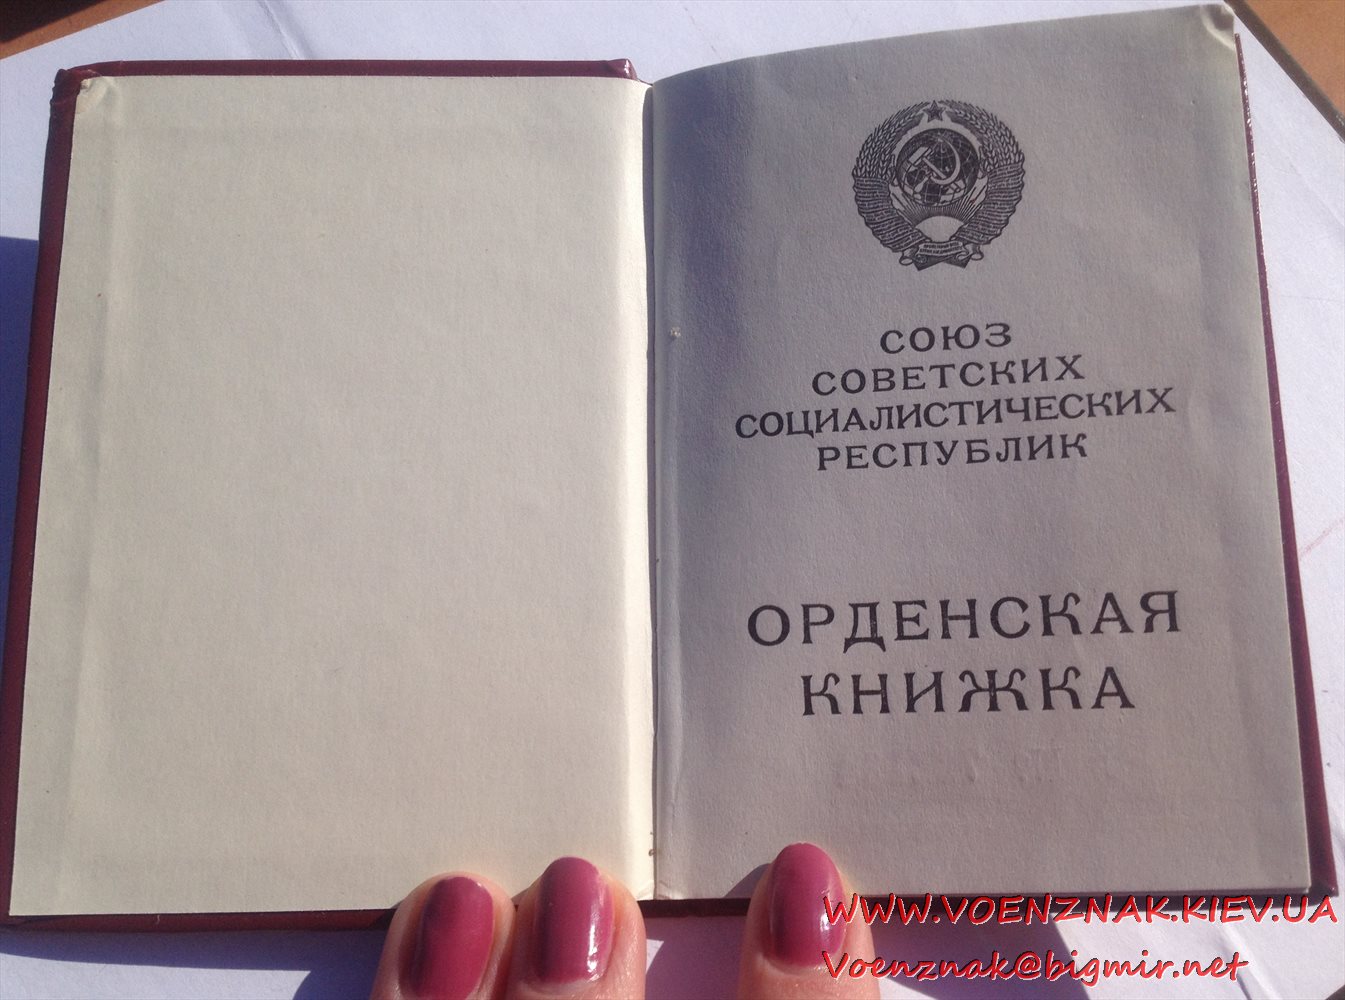 СОЮЗ
СОВЕТСКИХ
СОЦИАЛИСТИЧЕСКИХ
РЕСПУБЛИК
ОРДЕНСКАЯ
КНИЖКА
WWW.VOENZNAK.KIEV.UA
Voenznak@bigmir.net